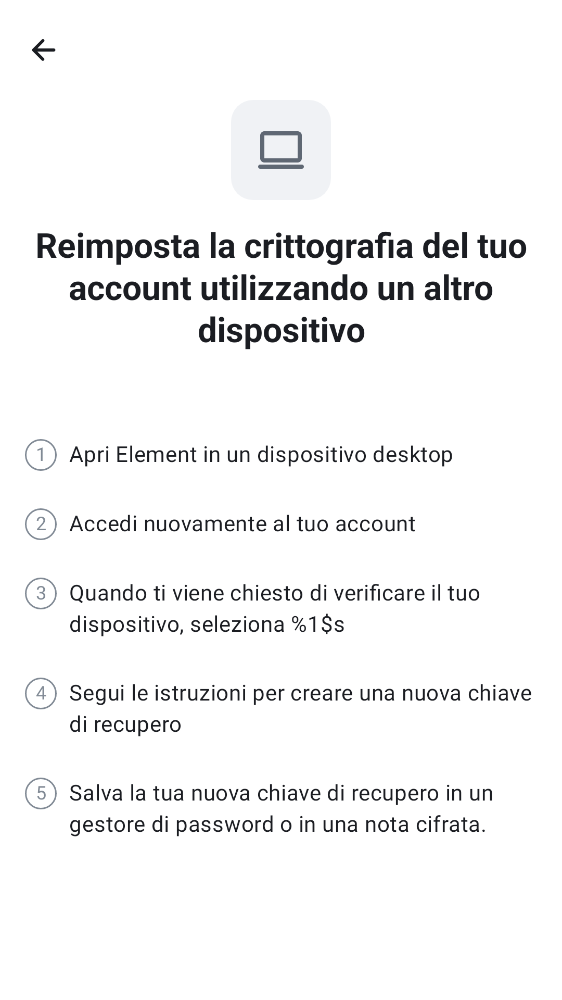 Reimposta la crittografia del tuo
account utilizzando un altro
dispositivo
1 Apri Element in un dispositivo desktop
2 Accedi nuovamente al tuo account
3 Quando ti viene chiesto di verificare il tuo
dispositivo, seleziona %1$s
4 Segui le istruzioni per creare una nuova chiave
di recupero
5 Salva la tua nuova chiave di recupero in un
gestore di password o in una nota cifrata.